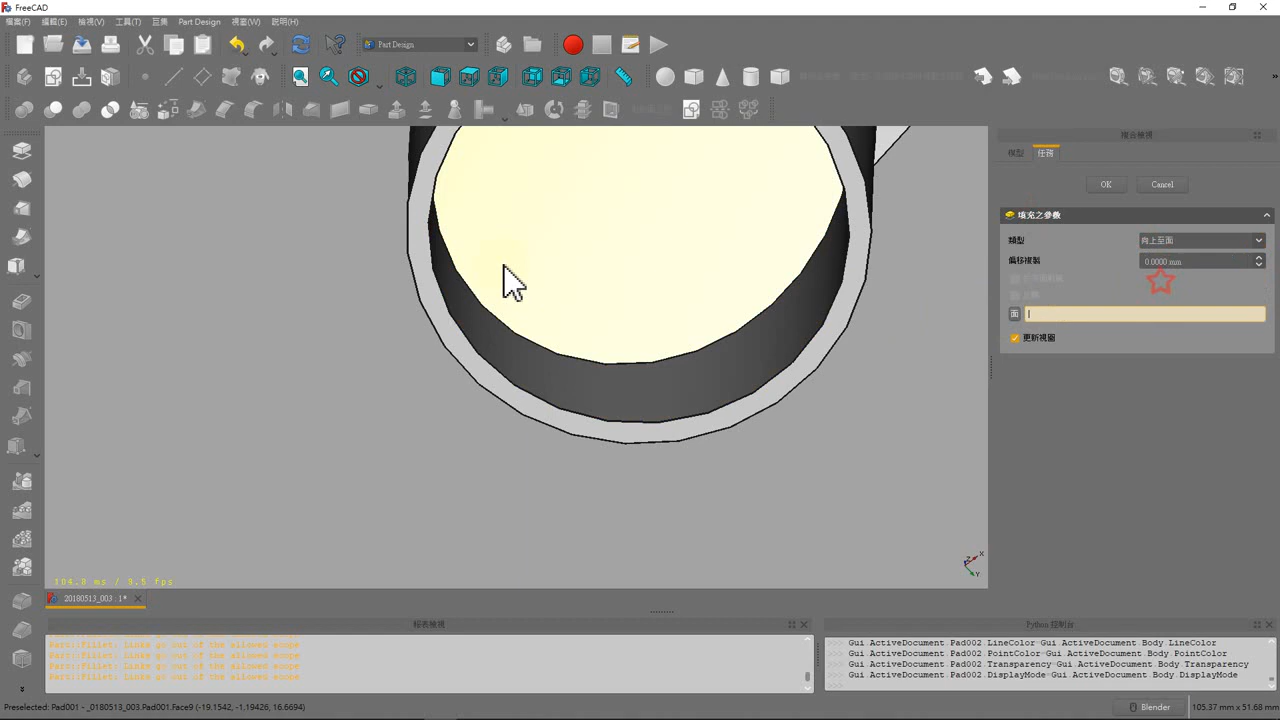 FreeCAD
檔案(F) 編輯(E) 檢視(V) 工具(T) 巨集 Part Design 視窗(W) 說明(H)
Part Design
複合檢視
模型 任務
OK Cancel
填充之參數
類型 向上至面
偏移複製 0.0000 mm
面
更新視圖
104.0 ms / 9.5 fps
20180513_003 : 1*
報表檢視
Python 控制台
Part::Fillet: Links go out of the allowed scope
Part::Fillet: Links go out of the allowed scope
Part::Fillet: Links go out of the allowed scope
Part::Fillet: Links go out of the allowed scope
>>> Gui.ActiveDocument.Pad002.LineColor=Gui.ActiveDocument.Body.LineColor
>>> Gui.ActiveDocument.Pad002.PointColor=Gui.ActiveDocument.Body.PointColor
>>> Gui.ActiveDocument.Pad002.Transparency=Gui.ActiveDocument.Body.Transparency
>>> Gui.ActiveDocument.Pad002.DisplayMode=Gui.ActiveDocument.Body.DisplayMode
>>>
Preselected: Pad001 - _0180513_003.Pad001.Face9 (-19.1542, -1.19426, 16.6694)
Blender 105.37 mm x 51.68 mm